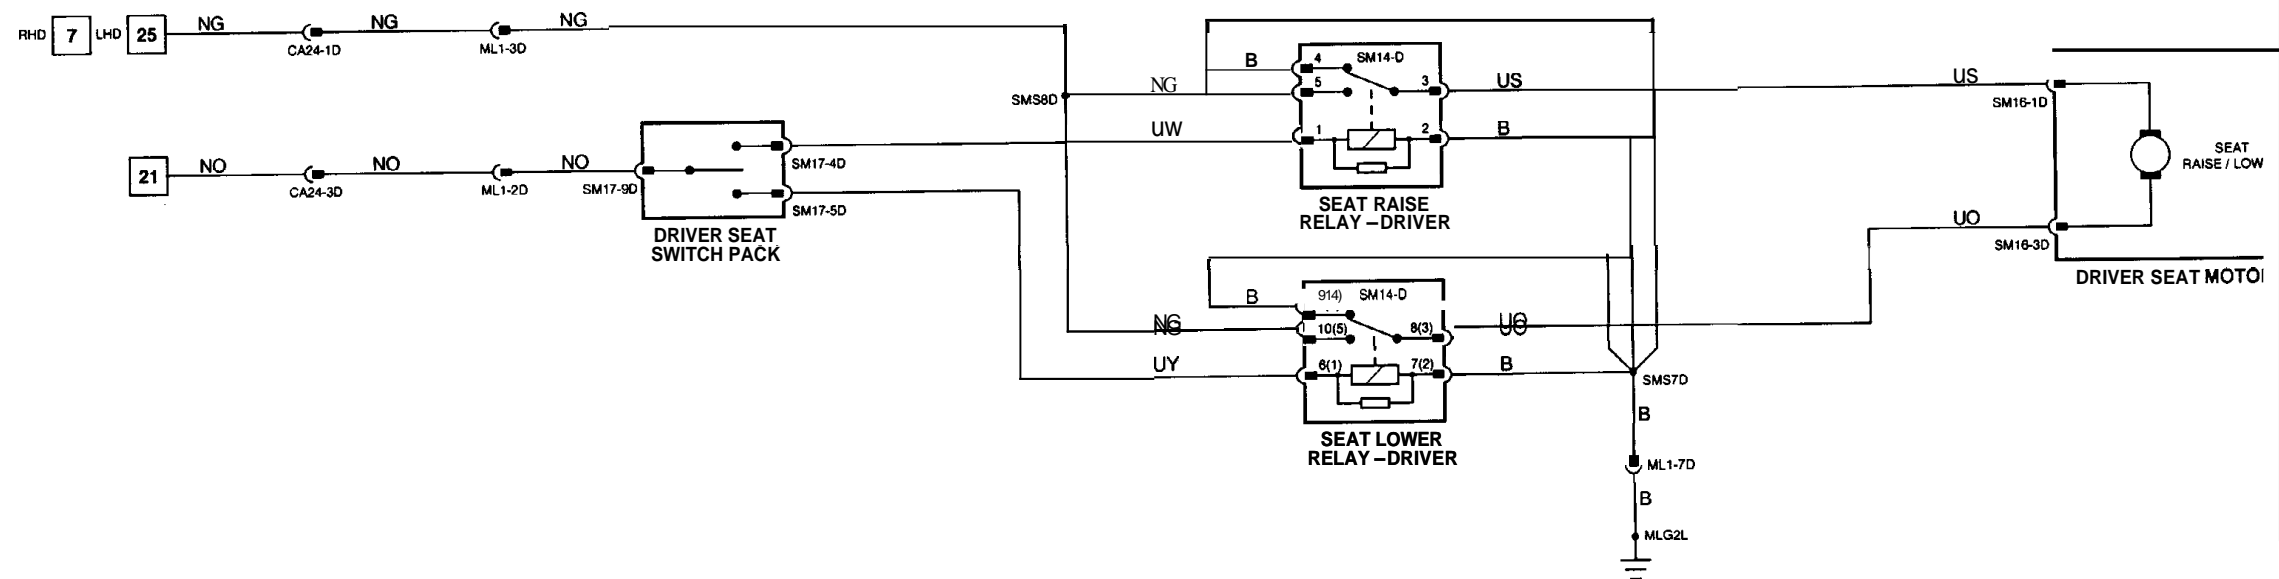 RHD 7 LHD 25 NG CA24-1D NG ML1-3D NG
SMS8D
NG
B
4 SM14-D
5
3
US
US
SM16-1D
UW
1
2
B
SEAT RAISE
RELAY – DRIVER
21 NO CA24-3D NO ML1-2D NO SM17-9D
SM17-4D
SM17-5D
DRIVER SEAT
SWITCH PACK
SEAT
RAISE / LOW
UO
SM16-3D
DRIVER SEAT MOTO
B
914) SM14-D
NG
10(5)
8(3)
UO
UY
6(1)
7(2)
B
SEAT LOWER
RELAY – DRIVER
SMS7D
B
ML1-7D
B
MLG2L